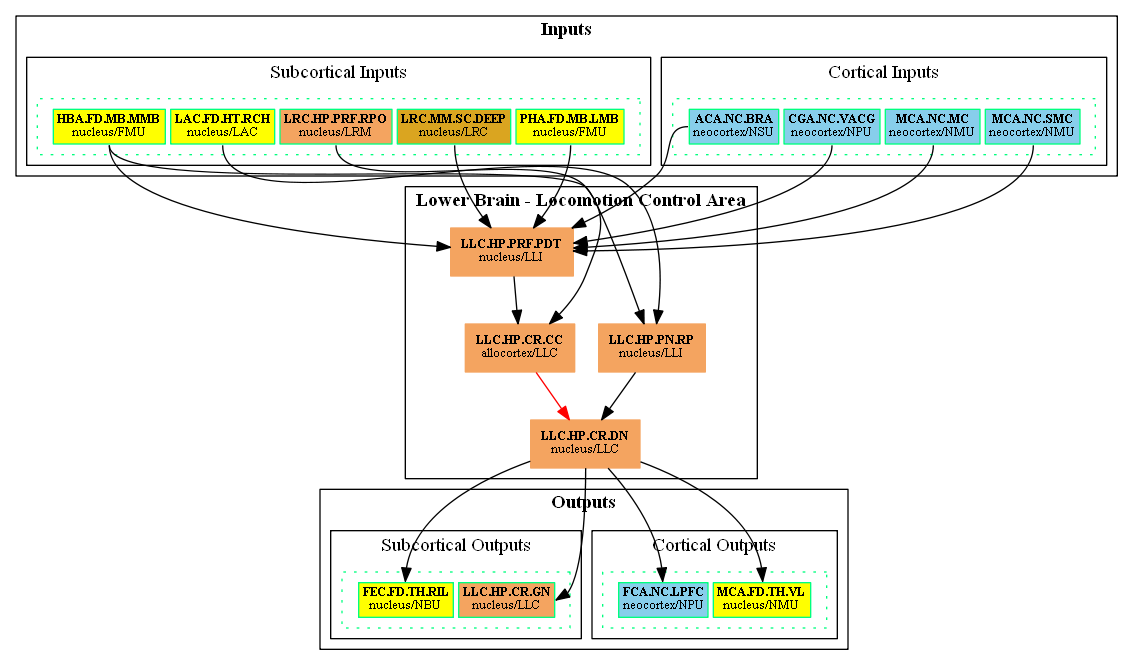 Inputs
Subcortical Inputs
Cortical Inputs
HBA.FD.MB.MMB
nucleus/FMU
LAC.FD.HT.RCH
nucleus/LAC
LRC.HP.PRF.RPO
nucleus/LRM
LRC.MM.SC.DEEP
nucleus/LRC
PHA.FD.MB.LMB
nucleus/FMU
ACA.NC.BRA
neocortex/NSU
CGA.NC.VACG
neocortex/NPU
MCA.NC.MC
neocortex/NMU
MCA.NC.SMC
neocortex/NMU
Lower Brain - Locomotion Control Area
LLC.HP.PRF.PDT
nucleus/LLI
LLC.HP.CR.CC
allocortex/LLC
LLC.HP.PN.RP
nucleus/LLI
LLC.HP.CR.DN
nucleus/LLC
Outputs
Subcortical Outputs
Cortical Outputs
FEC.FD.TH.RIL
nucleus/NBU
LLC.HP.CR.GN
nucleus/LLC
FCA.NC.LPFC
neocortex/NPU
MCA.FD.TH.VL
nucleus/NMU